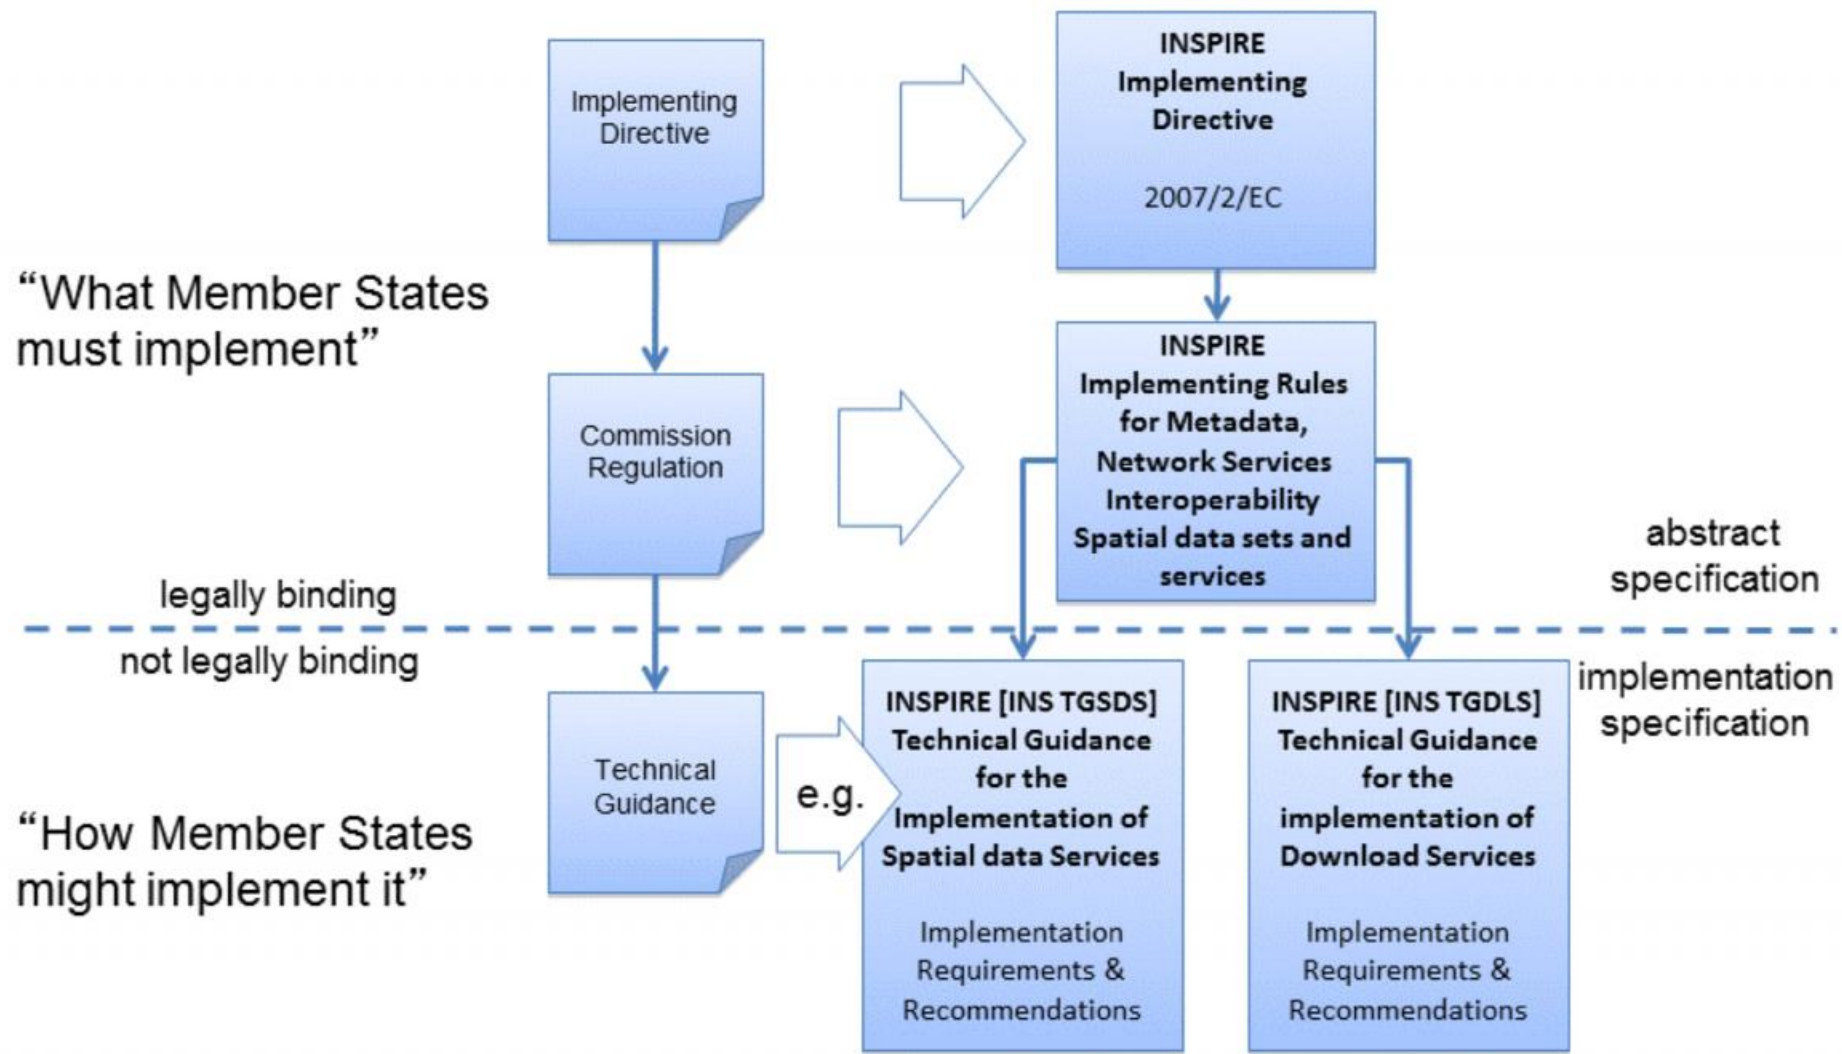 Implementing
Directive
INSPIRE
Implementing
Directive
2007/2/EC
“What Member States
must implement”
Commission
Regulation
INSPIRE
Implementing Rules
for Metadata,
Network Services
Interoperability
Spatial data sets and
services
abstract
specification
legally binding
not legally binding
implementation
specification
Technical
Guidance
e.g.
INSPIRE [INS TGSDS]
Technical Guidance
for the
Implementation of
Spatial data Services
Implementation
Requirements &
Recommendations
INSPIRE [INS TGDLS]
Technical Guidance
for the
implementation of
Download Services
Implementation
Requirements &
Recommendations
“How Member States
might implement it”